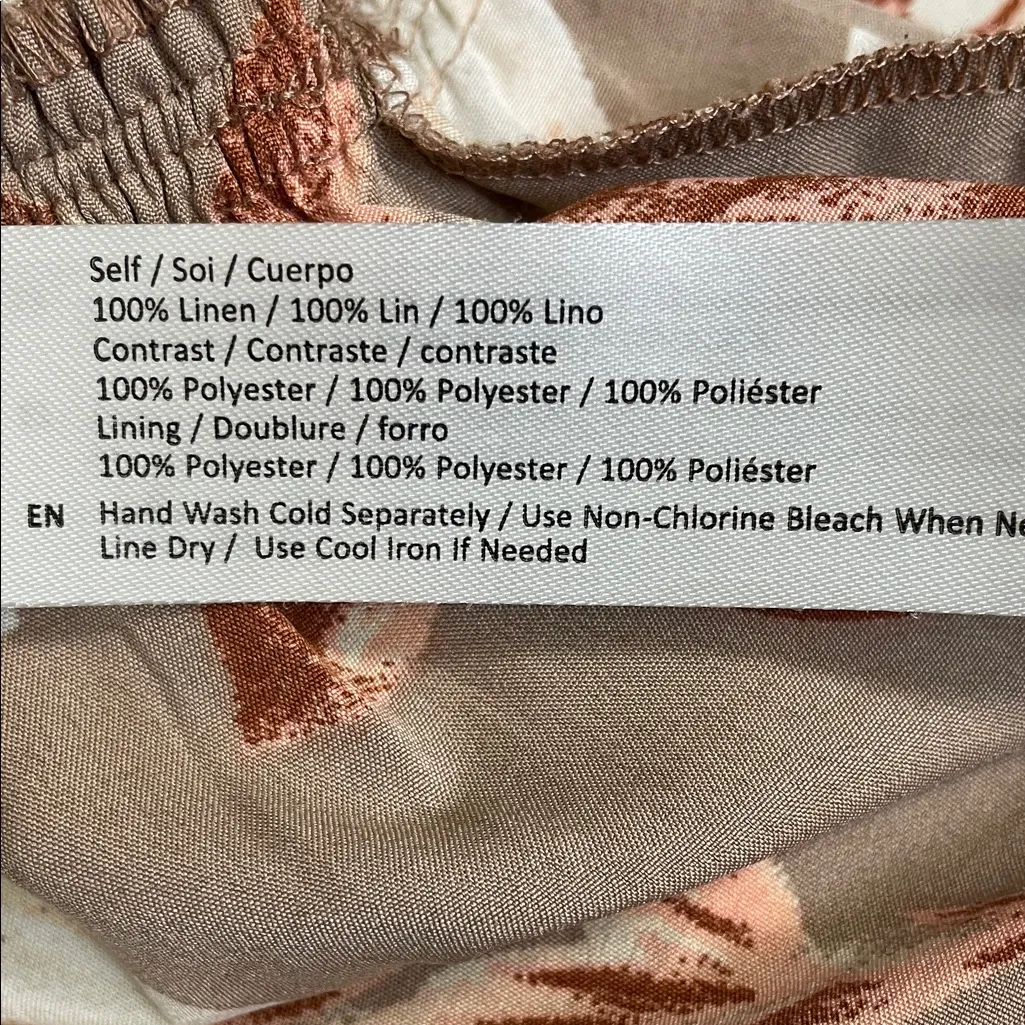 Self / Soi / Cuerpo
100% Linen / 100% Lin / 100% Lino
Contrast / Contraste / contraste
100% Polyester / 100% Polyester / 100% Poliéster
Lining / Doublure / forro
100% Polyester / 100% Polyester / 100% Poliéster
EN Hand Wash Cold Separately / Use Non-Chlorine Bleach When
Line Dry / Use Cool Iron If Needed